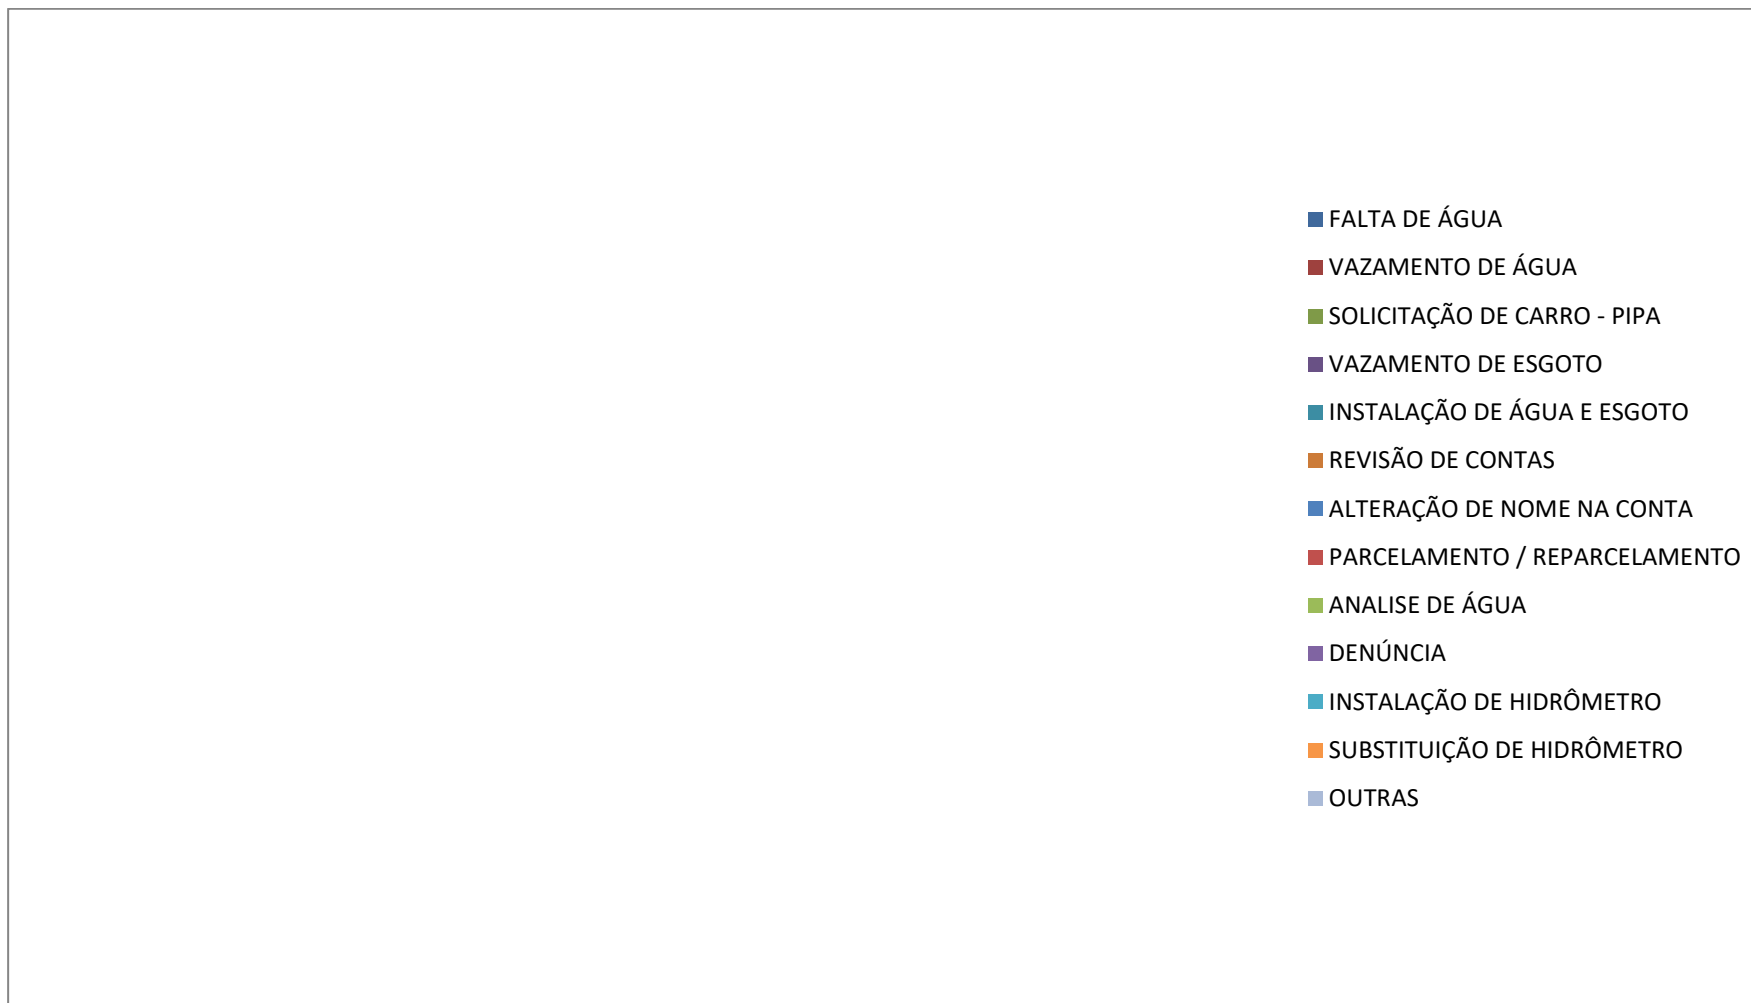 FALTA DE ÁGUA
VAZAMENTO DE ÁGUA
SOLICITAÇÃO DE CARRO - PIPA
VAZAMENTO DE ESGOTO
INSTALAÇÃO DE ÁGUA E ESGOTO
REVISÃO DE CONTAS
ALTERAÇÃO DE NOME NA CONTA
PARCELAMENTO / REPARCELAMENTO
ANALISE DE ÁGUA
DENÚNCIA
INSTALAÇÃO DE HIDRÔMETRO
SUBSTITUIÇÃO DE HIDRÔMETRO
OUTRAS